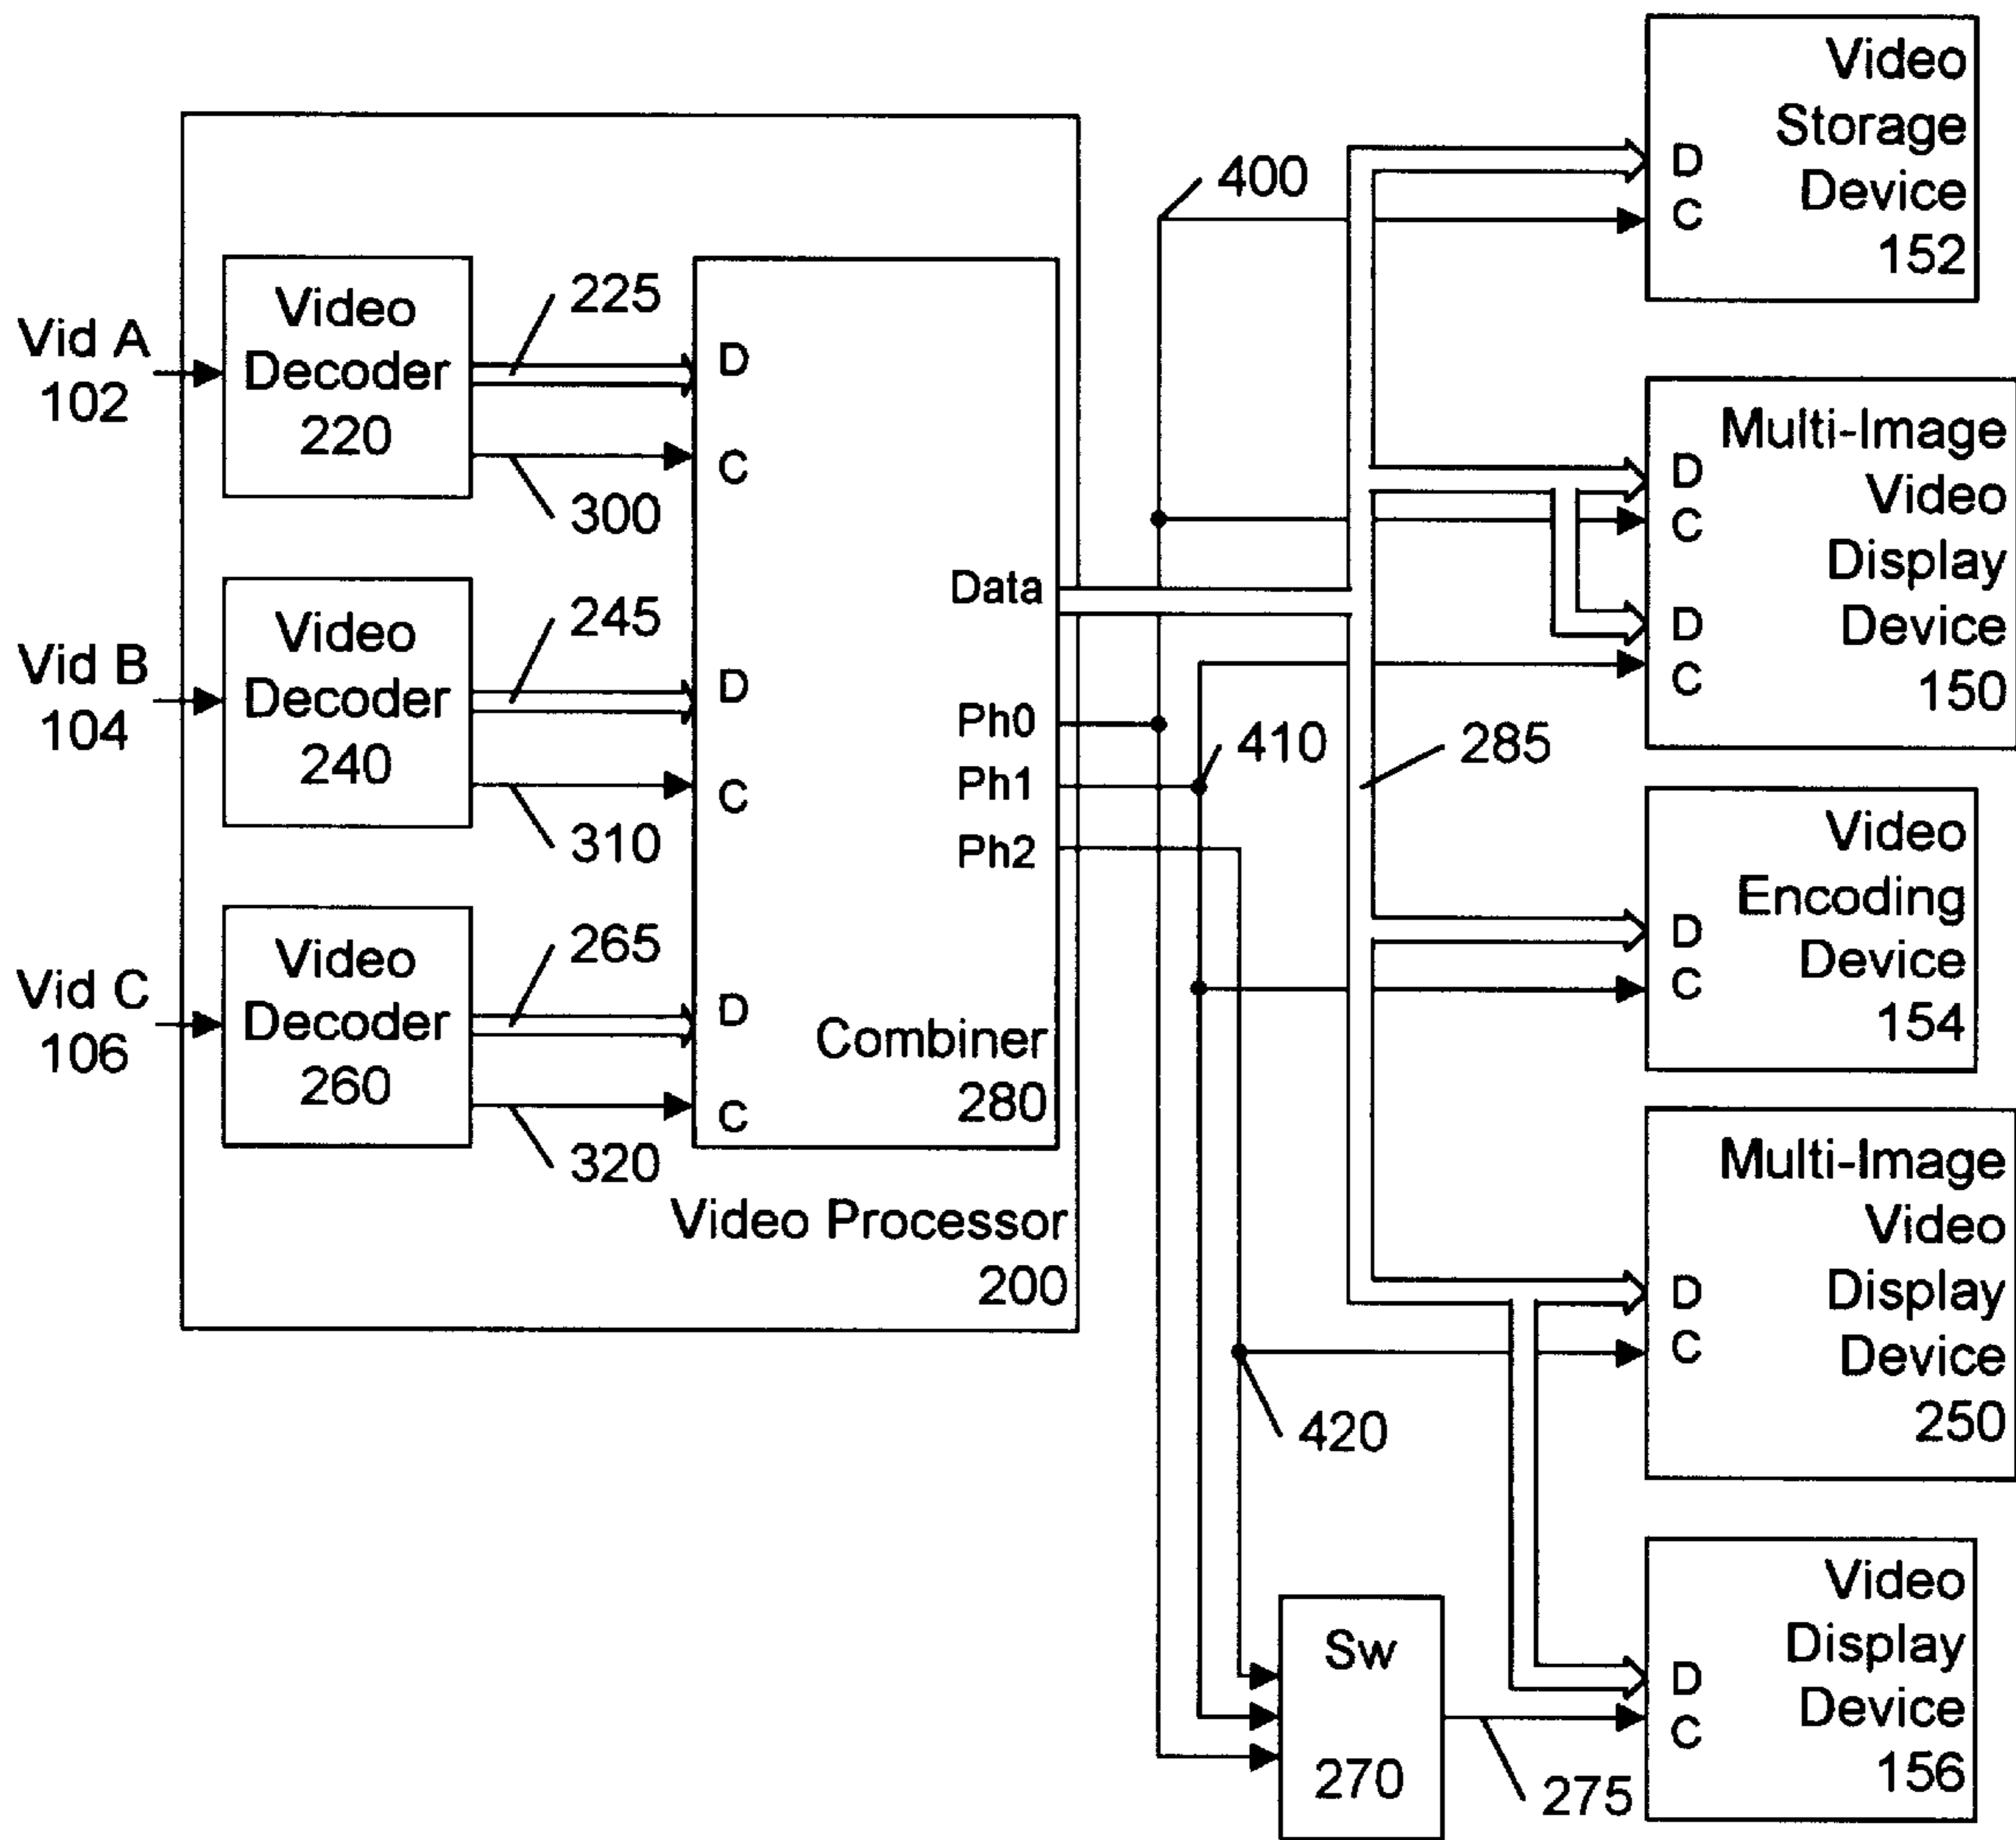 Vid A
102
Vid B
104
Vid C
106
Video
Decoder
220
Video
Decoder
240
Video
Decoder
260
225
300
245
310
265
320
D
C
D
C
D
C
Data
Ph0
Ph1
Ph2
Combiner
280
Video Processor
200
400
410
285
420
Sw
270
275
Video
Storage
Device
152
D
C
Multi-Image
Video
Display
Device
150
D
C
D
C
Video
Encoding
Device
154
D
C
Multi-Image
Video
Display
Device
250
D
C
Video
Display
Device
156
D
C